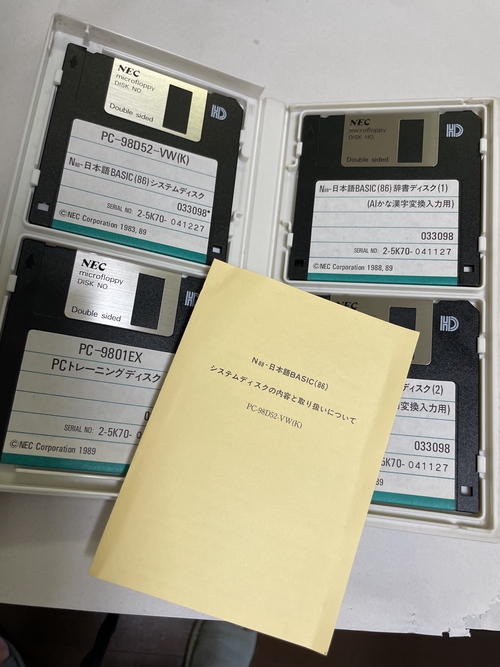 NEC
microfloppy
DISK NO.
Double sided
HD
PC-98D52-VW(K)
N88-日本語BASIC(86)システムディスク
033098*
SERIAL NO: 2-5K70- 041227
©NEC Corporation 1983, 89
NEC
microfloppy
DISK NO.
Double sided
HD
N88-日本語BASIC(86)辞書ディスク(1)
(AIかな漢字変換入力用)
033098
SERIAL NO: 2-5K70- 041127
©NEC Corporation 1988, 89
NEC
microfloppy
DISK NO.
Double sided
PC-9801EX
PCトレーニングディスク
SERIAL NO: 2-5K70-
©NEC Corporation 1989
microfloppy
HD
ディスク(2)
変換入力用)
033098
5K70- 041127
89
N88-日本語BASIC(86)
システムディスクの内容と取り扱いについて
PC-98D52-VW(K)